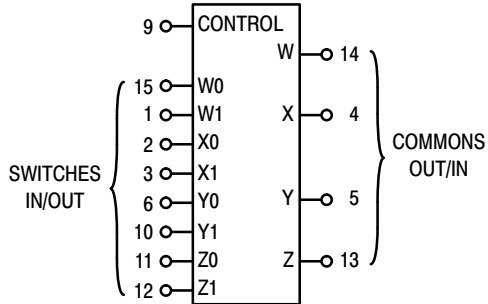 9 CONTROL
W 14
15 W0
1 W1
X 4
2 X0
3 X1
SWITCHES
IN/OUT
COMMONS
OUT/IN
6 Y0
Y 5
10 Y1
11 Z0
Z 13
12 Z1